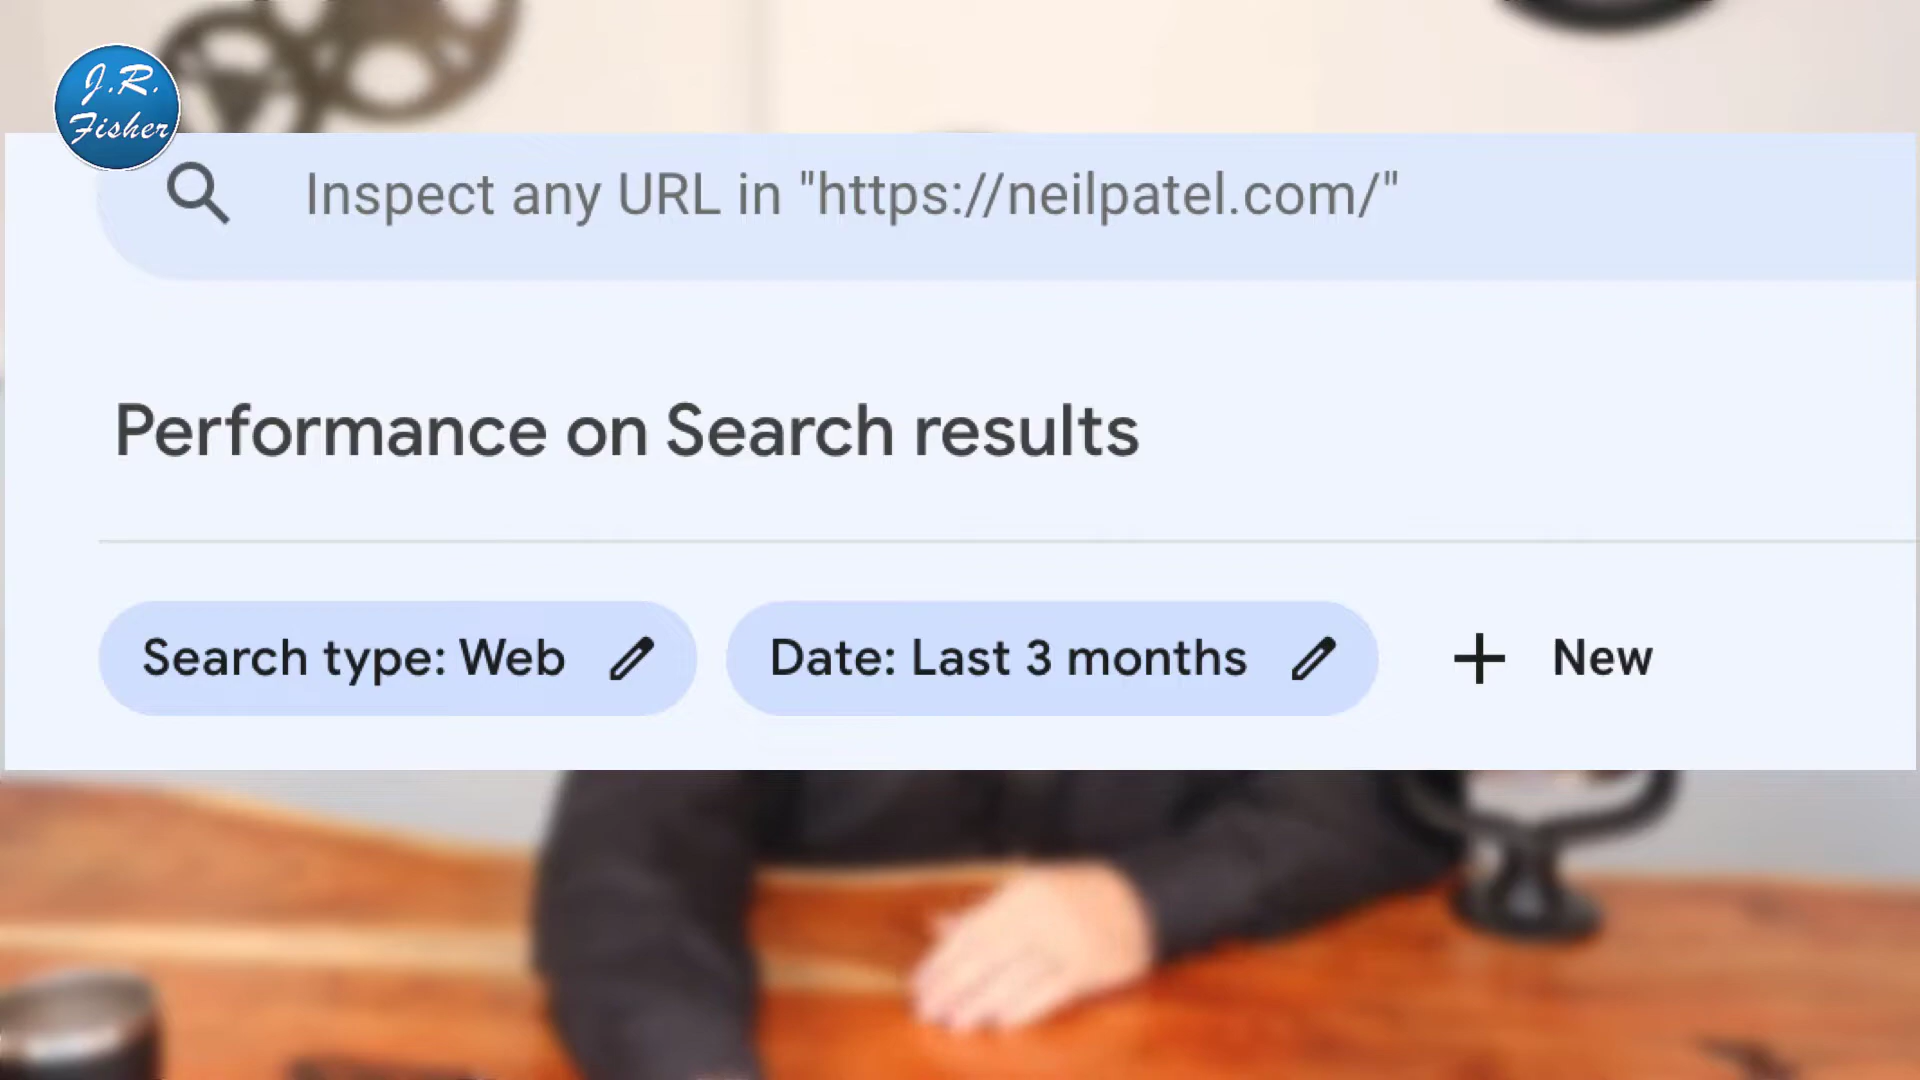 J.R.
Fisher
Inspect any URL in "https://neilpatel.com/"
Performance on Search results
Search type: Web
Date: Last 3 months
New